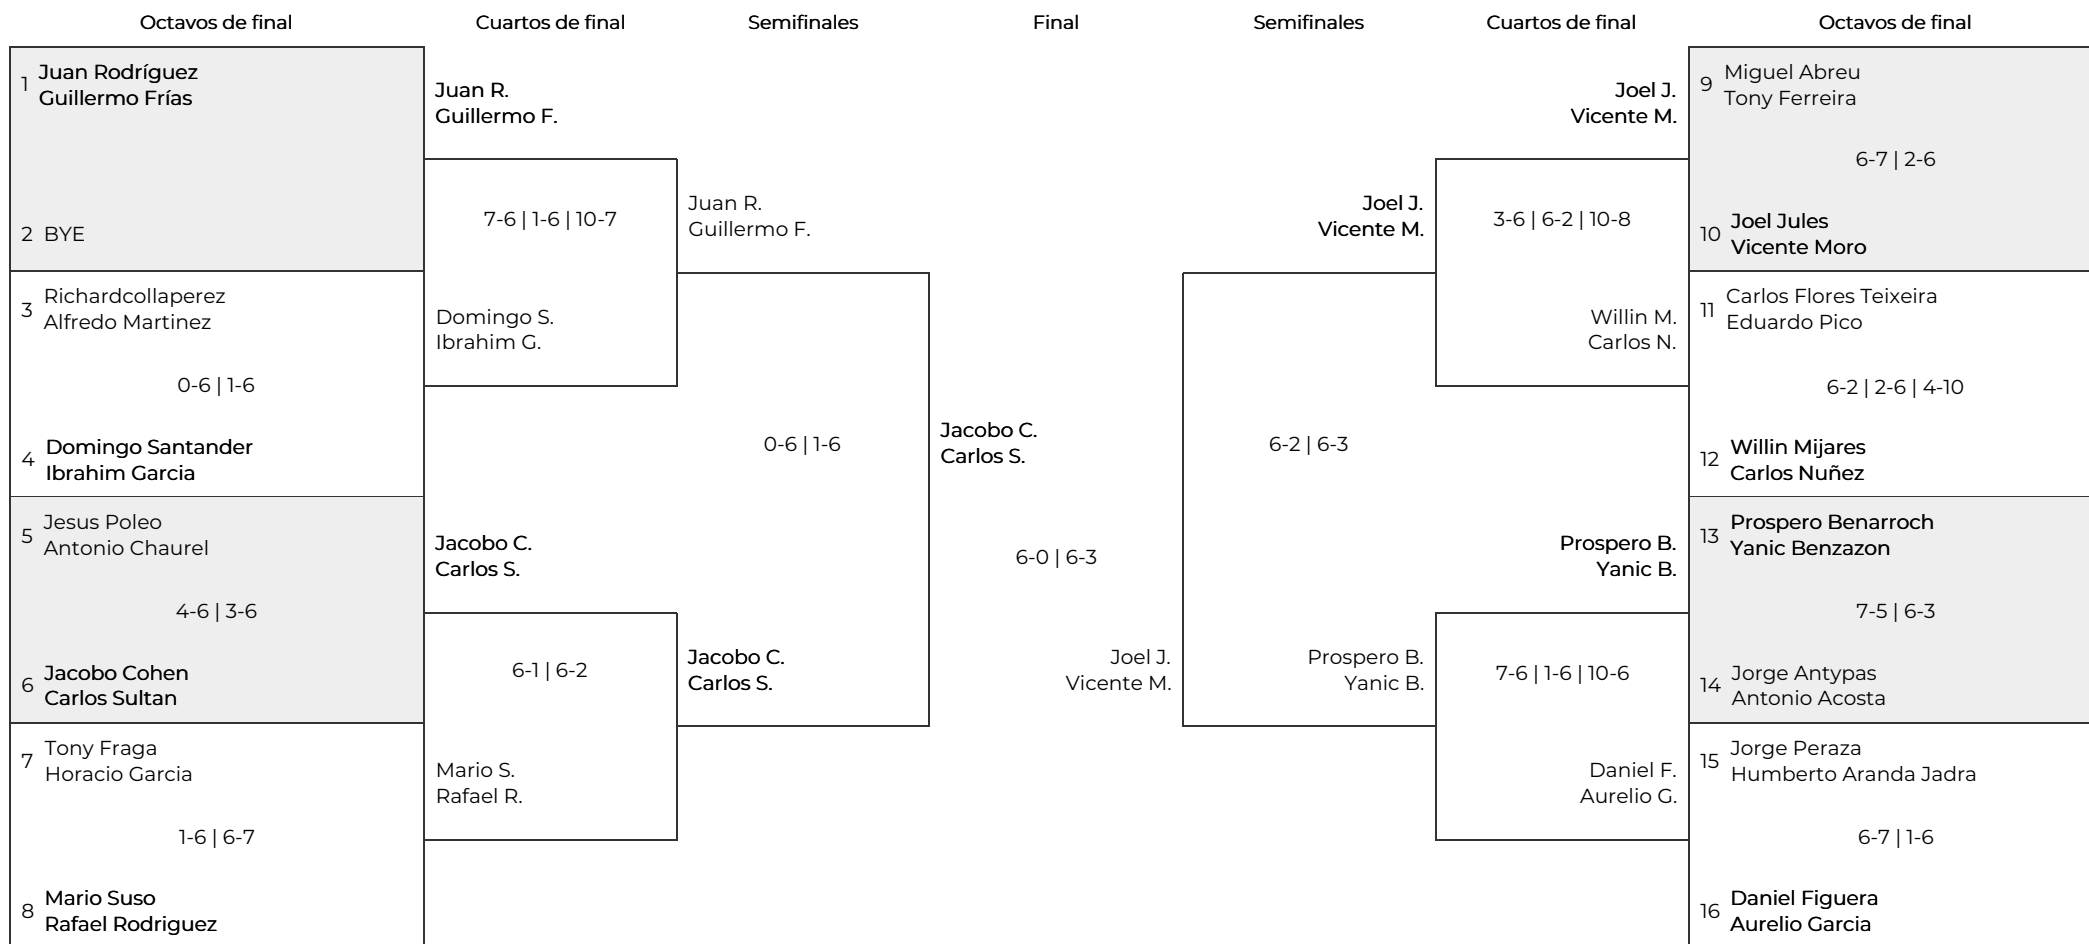 Octavos de final
Cuartos de final
Semifinales
Final
Semifinales
Cuartos de final
Octavos de final
1
Juan Rodríguez
Guillermo Frías
2 BYE
3
Richardcollaperez
Alfredo Martinez
0-6 | 1-6
4
Domingo Santander
Ibrahim Garcia
5
Jesus Poleo
Antonio Chaurel
4-6 | 3-6
6
Jacobo Cohen
Carlos Sultan
7
Tony Fraga
Horacio Garcia
1-6 | 6-7
8
Mario Suso
Rafael Rodriguez
Juan R.
Guillermo F.
7-6 | 1-6 | 10-7
Domingo S.
Ibrahim G.
Jacobo C.
Carlos S.
6-1 | 6-2
Mario S.
Rafael R.
Juan R.
Guillermo F.
0-6 | 1-6
Jacobo C.
Carlos S.
Jacobo C.
Carlos S.
6-0 | 6-3
Joel J.
Vicente M.
Joel J.
Vicente M.
6-2 | 6-3
Prospero B.
Yanic B.
Joel J.
Vicente M.
3-6 | 6-2 | 10-8
Willin M.
Carlos N.
Prospero B.
Yanic B.
7-6 | 1-6 | 10-6
Daniel F.
Aurelio G.
9
Miguel Abreu
Tony Ferreira
6-7 | 2-6
10
Joel Jules
Vicente Moro
11
Carlos Flores Teixeira
Eduardo Pico
6-2 | 2-6 | 4-10
12
Willin Mijares
Carlos Nuñez
13
Prospero Benarroch
Yanic Benzazon
7-5 | 6-3
14
Jorge Antypas
Antonio Acosta
15
Jorge Peraza
Humberto Aranda Jadra
6-7 | 1-6
16
Daniel Figuera
Aurelio Garcia